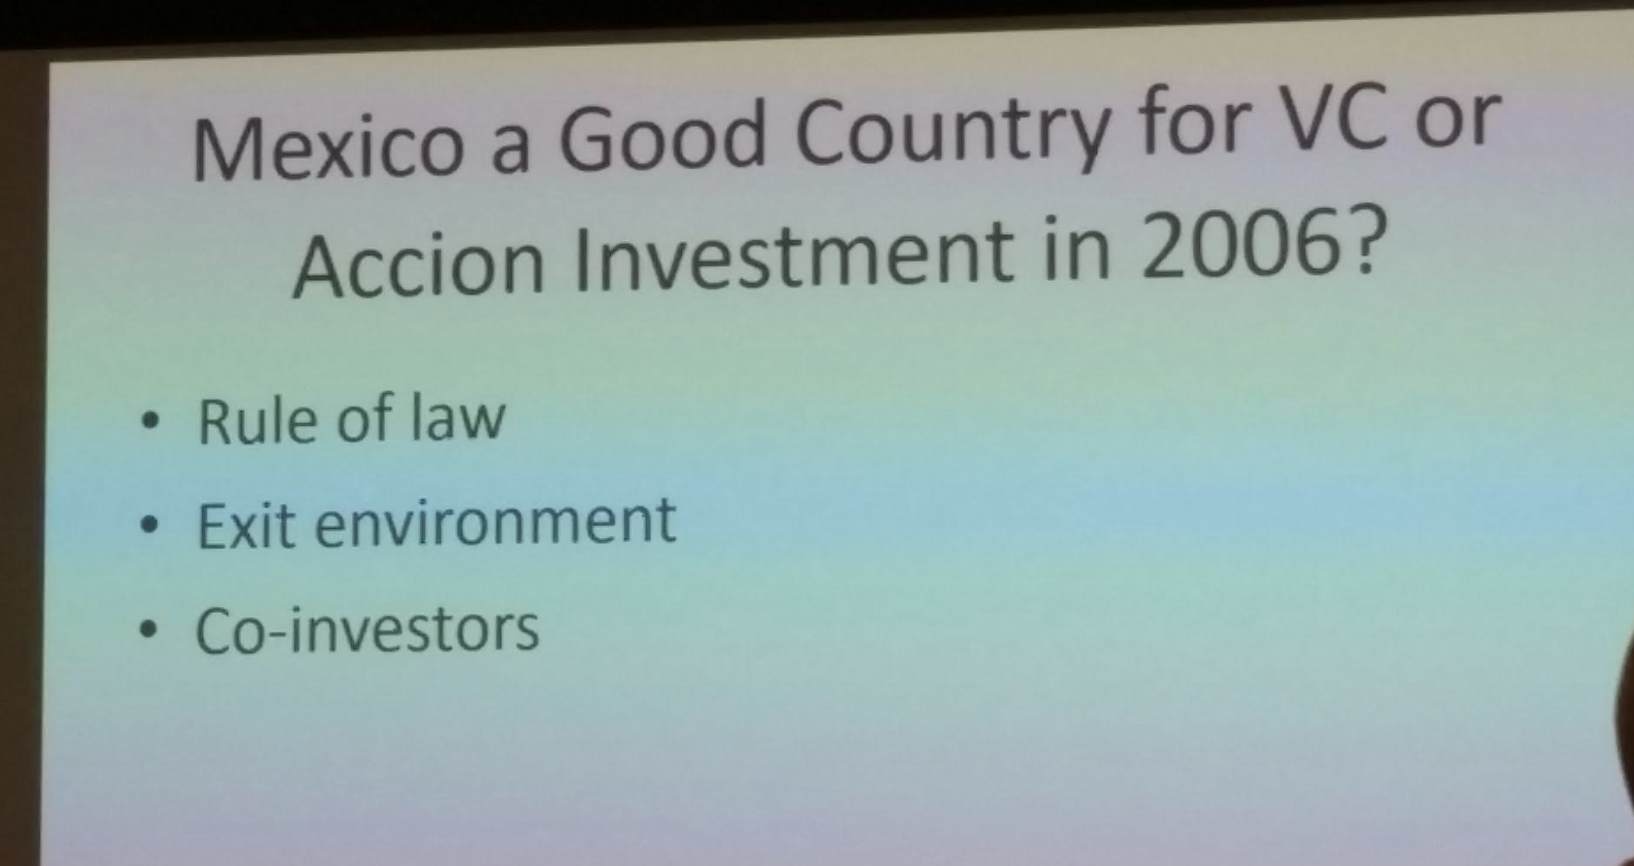 Mexico a Good Country for VC or
Accion Investment in 2006?
• Rule of law
• Exit environment
• Co-investors